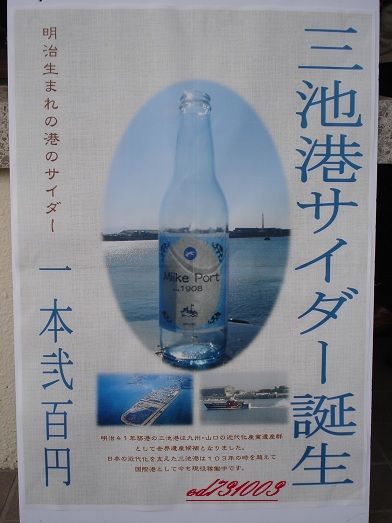 三池港サイダー誕生
明治生まれの港のサイダー
一本弐百円
Miike Port
since 1908
明治41年築港の三池港は九州・山口の近代化産業遺産群
として世界遺産候補となりました。
日本の近代化を支えた三池港は103年の時を越えて
国際港として今も現役稼働中です。
ed731003